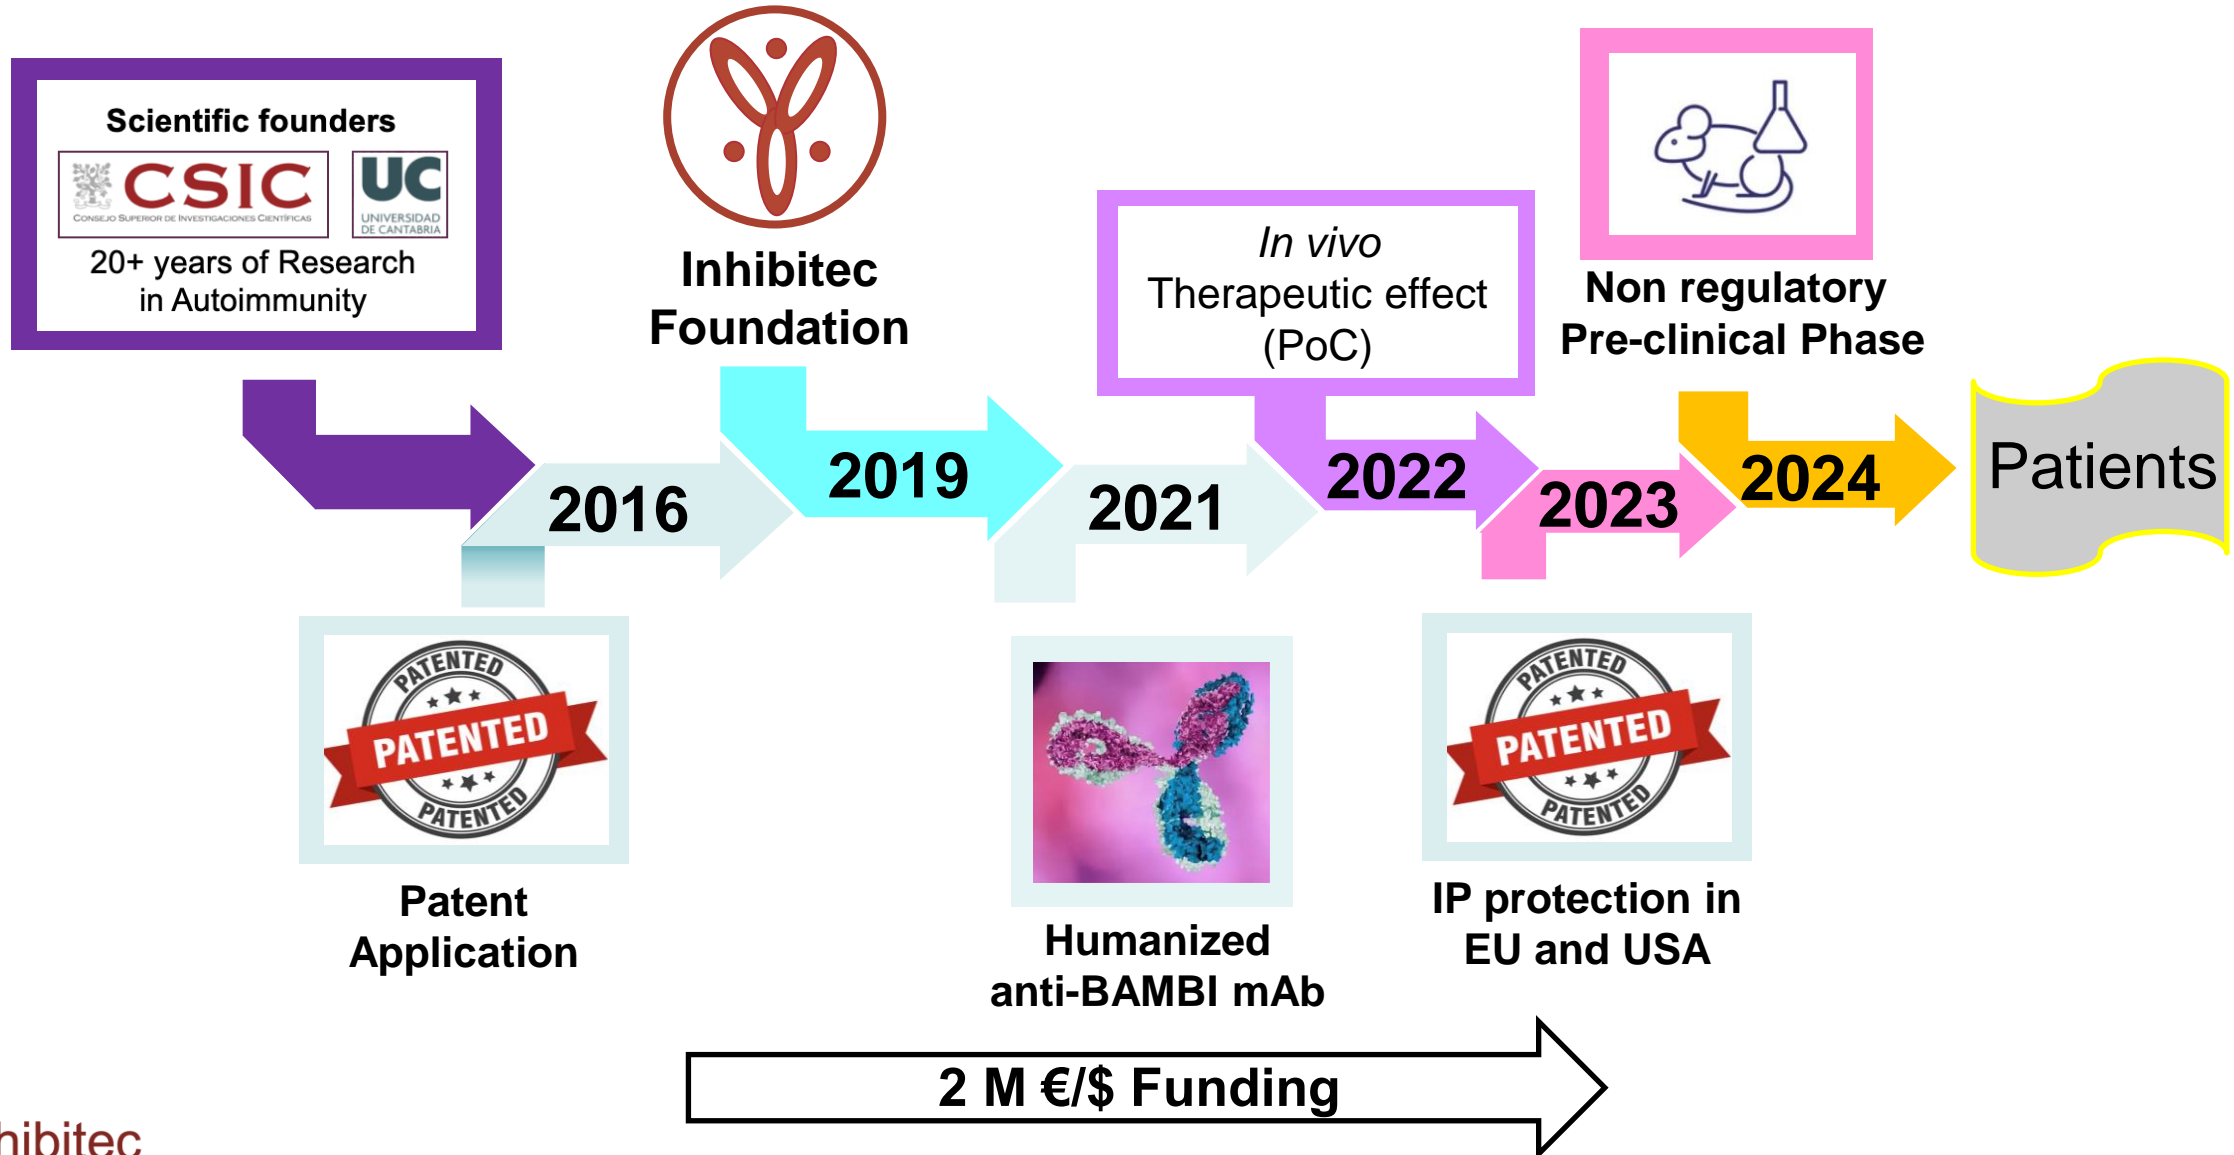 Scientific founders
CSIC
CONSEJO SUPERIOR DE INVESTIGACIONES CIENTÍFICAS
UC
UNIVERSIDAD
DE CANTABRIA
20+ years of Research
in Autoimmunity
Inhibitec
Foundation
In vivo
Therapeutic effect
(PoC)
Non regulatory
Pre-clinical Phase
2016
2019
2021
2022
2023
2024
Patients
PATENTED
PATENTED
PATENTED
Patent
Application
Humanized
anti-BAMBI mAb
PATENTED
PATENTED
PATENTED
IP protection in
EU and USA
2 M €/$ Funding
hibitec